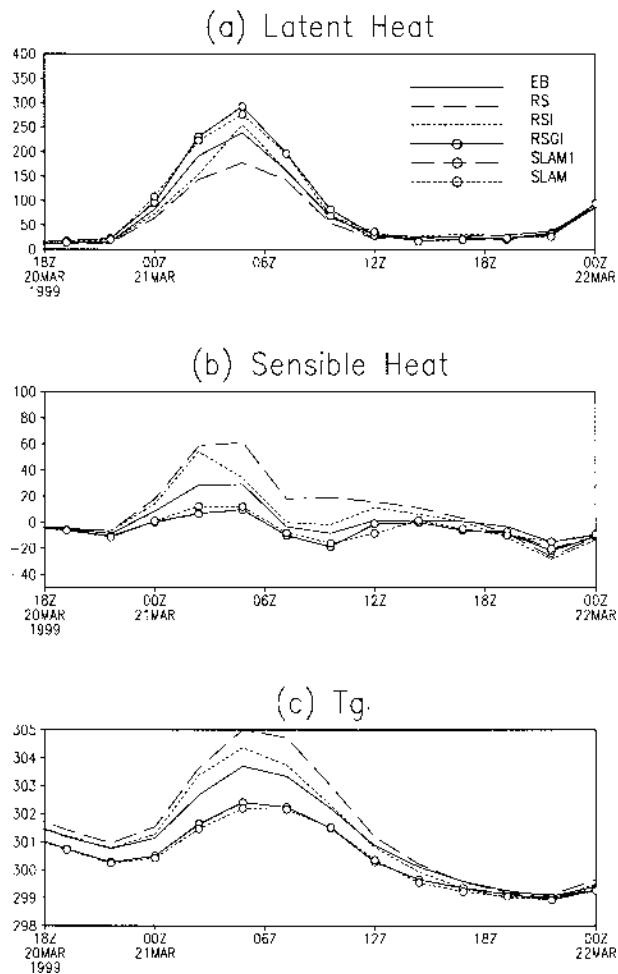 (a) Latent Heat
400
350
300
250
200
150
100
50
0
EB
RS
RSI
RSGI
SLAM1
SLAM
18Z 00Z 06Z 12Z 18Z 00Z
20MAR 21MAR 22MAR
1999
(b) Sensible Heat
100
80
60
40
20
0
-20
-40
18Z 00Z 06Z 12Z 18Z 00Z
20MAR 21MAR 22MAR
1999
(c) Tg.
305
304
303
302
301
300
299
298
18Z 00Z 067 127 18Z 00Z
20MAR 21MAR 22MAR
1999